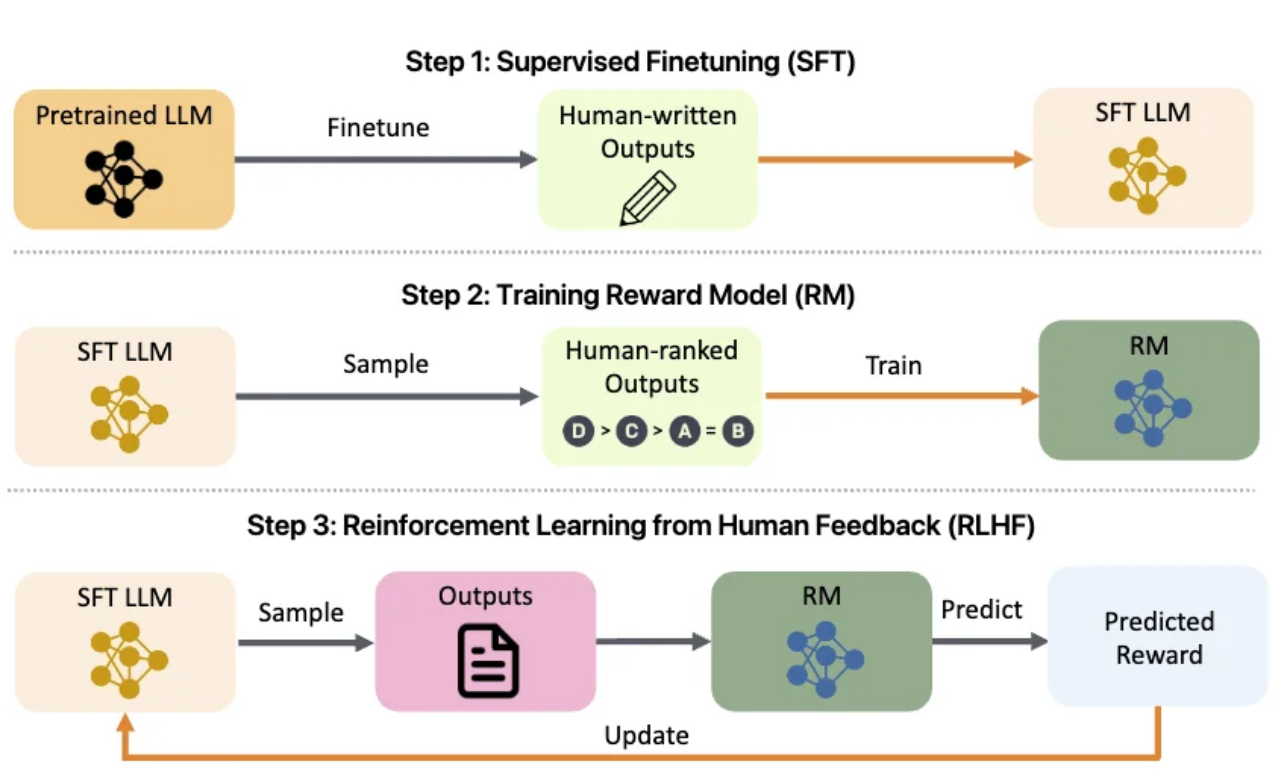 Step 1: Supervised Finetuning (SFT)
Pretrained LLM
Finetune
Human-written
Outputs
SFT LLM
Step 2: Training Reward Model (RM)
SFT LLM
Sample
Human-ranked
Outputs
D > C > A = B
Train
RM
Step 3: Reinforcement Learning from Human Feedback (RLHF)
SFT LLM
Sample
Outputs
RM
Predict
Predicted
Reward
Update